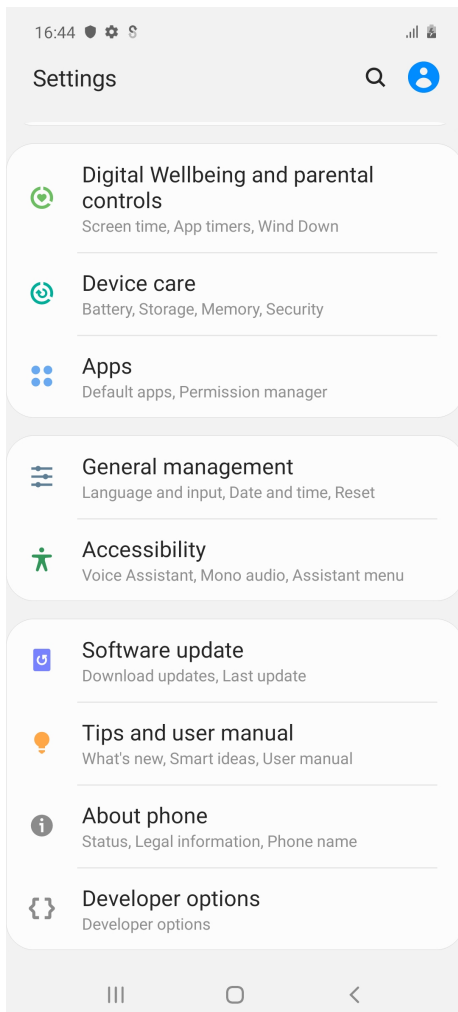 16:44
Settings
Digital Wellbeing and parental
controls
Screen time, App timers, Wind Down
Device care
Battery, Storage, Memory, Security
Apps
Default apps, Permission manager
General management
Language and input, Date and time, Reset
Accessibility
Voice Assistant, Mono audio, Assistant menu
Software update
Download updates, Last update
Tips and user manual
What's new, Smart ideas, User manual
About phone
Status, Legal information, Phone name
Developer options
Developer options